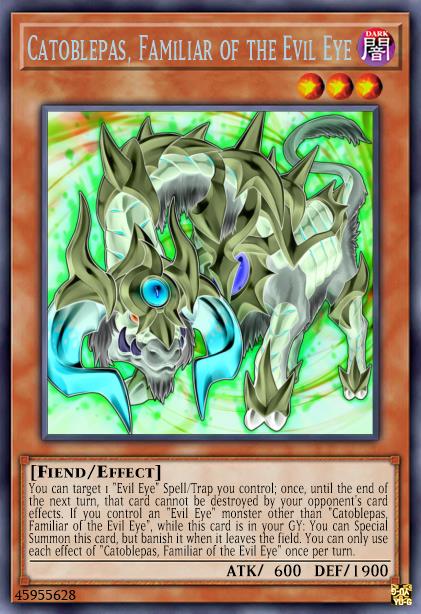 Catoblepas, Familiar of the Evil Eye
DARK
闇
[Fiend/Effect]
You can target 1 "Evil Eye" Spell/Trap you control; once, until the end of
the next turn, that card cannot be destroyed by your opponent's card
effects. If you control an "Evil Eye" monster other than "Catoblepas,
Familiar of the Evil Eye", while this card is in your GY: You can Special
Summon this card, but banish it when it leaves the field. You can only use
each effect of "Catoblepas, Familiar of the Evil Eye" once per turn.
ATK/ 600 DEF/1900
45955628